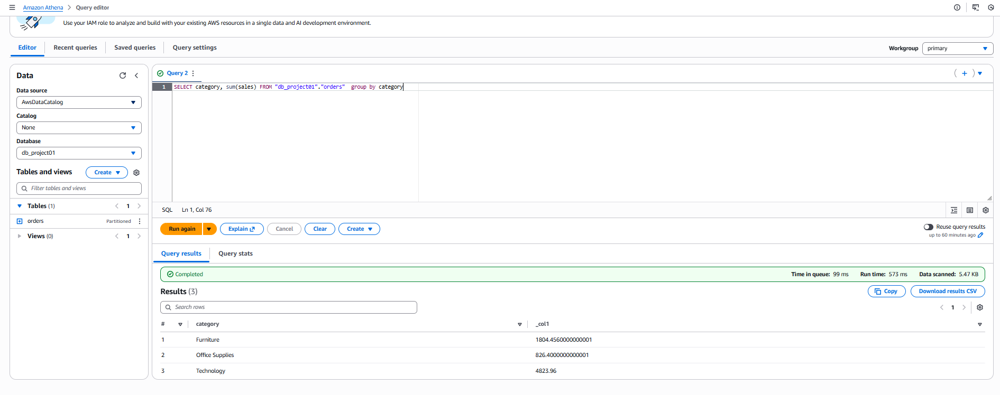 Amazon Athena > Query editor
Use your IAM role to analyze and build with your existing AWS resources in a single data and AI development environment.
Editor Recent queries Saved queries Query settings
Workgroup primary
Data
Data source
AwsDataCatalog
Catalog
None
Database
db_project01
Tables and views Create
Filter tables and views
Tables (1) < 1 >
orders Partitioned
Views (0) < 1 >
Query 2
1 SELECT category, sum(sales) FROM "db_project01"."orders"  group by category
SQL Ln 1, Col 76
Run again Explain Cancel Clear Create
Reuse query results
up to 60 minutes ago
Query results Query stats
Completed Time in queue: 99 ms Run time: 573 ms Data scanned: 5.47 KB
Results (3) Copy Download results CSV
Search rows < 1 >
# category _col1
1 Furniture 1804.4560000000001
2 Office Supplies 826.4000000000001
3 Technology 4823.96